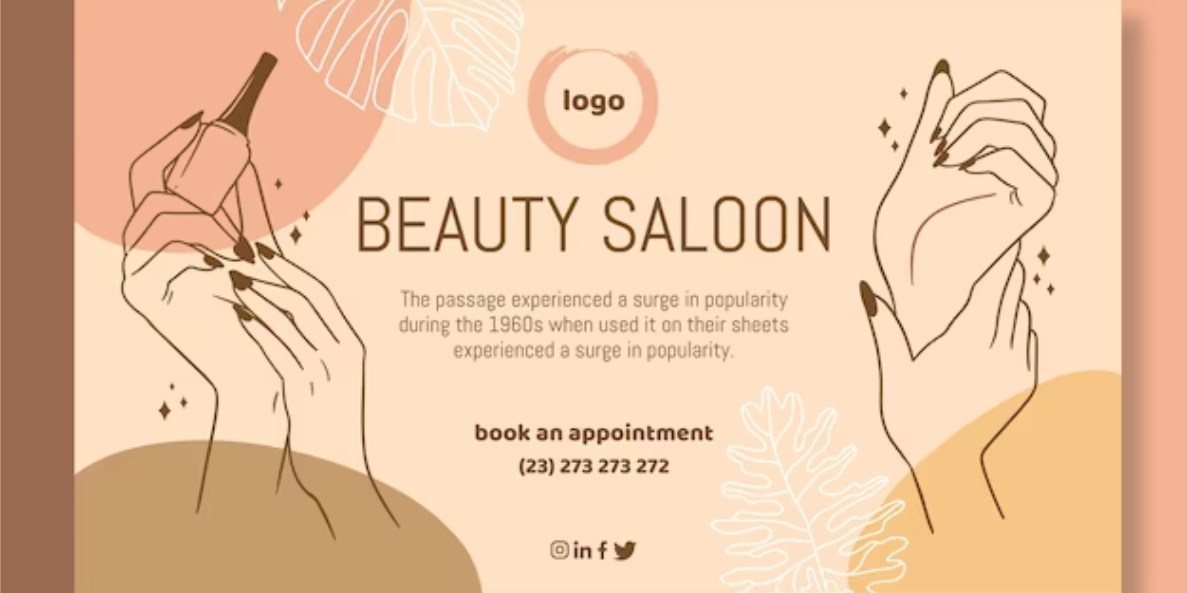 logo
BEAUTY SALOON
The passage experienced a surge in popularity
during the 1960s when used it on their sheets
experienced a surge in popularity.
book an appointment
(23) 273 273 272